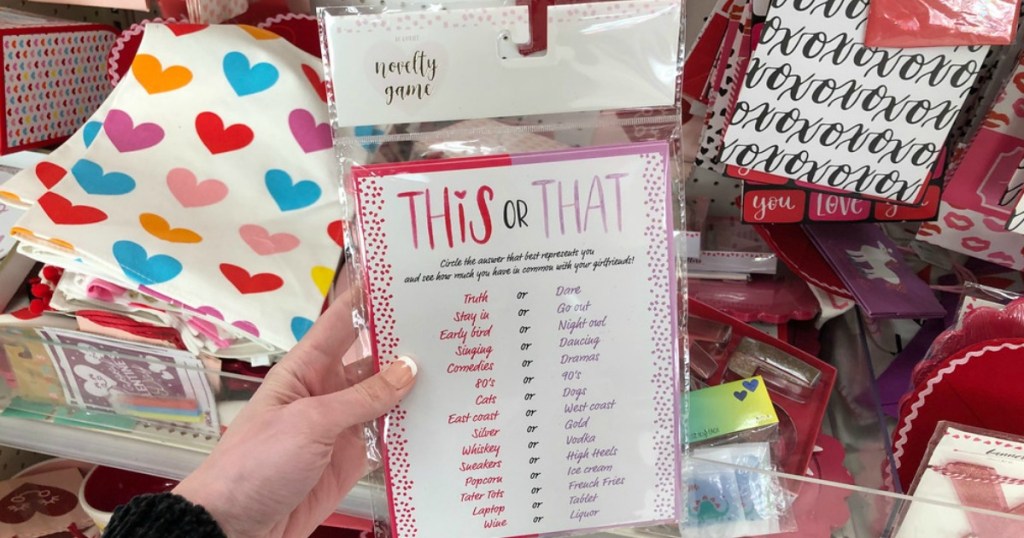 novelty
game
THiS OR THAT
Circle the answer that best represents you
and see how much you have in common with your girlfriends!
Truth or Dare
Stay in or Go out
Early bird or Night owl
Singing or Dancing
Comedies or Dramas
80's or 90's
Cats or Dogs
East coast or West coast
Silver or Gold
Whiskey or Vodka
Sneakers or High Heels
Popcorn or Ice cream
Tater Tots or French Fries
Laptop or Tablet
Wine or Liquor
xoxoxoxo
you LOVE